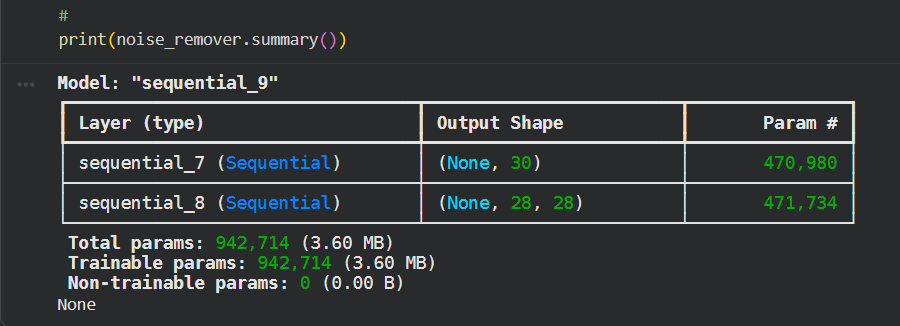 #
print(noise_remover.summary())
Model: "sequential_9"
Layer (type) Output Shape Param #
sequential_7 (Sequential) (None, 30) 470,980
sequential_8 (Sequential) (None, 28, 28) 471,734
Total params: 942,714 (3.60 MB)
Trainable params: 942,714 (3.60 MB)
Non-trainable params: 0 (0.00 B)
None